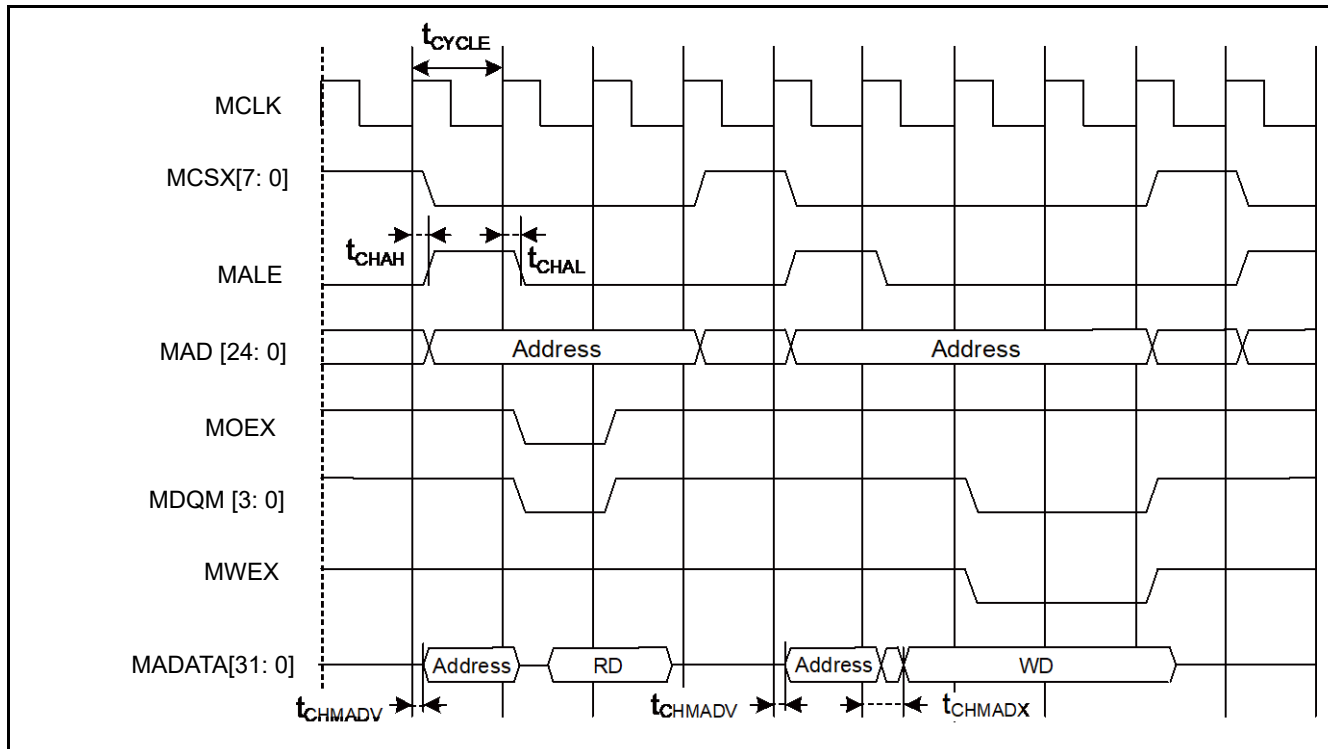 tCYCLE
MCLK
MCSX[7: 0]
tCHAH
tCHAL
MALE
MAD [24: 0]
Address
Address
MOEX
MDQM [3: 0]
MWEX
MADATA[31: 0]
Address
RD
Address
WD
tCHMADV
tCHMADV
tCHMADX